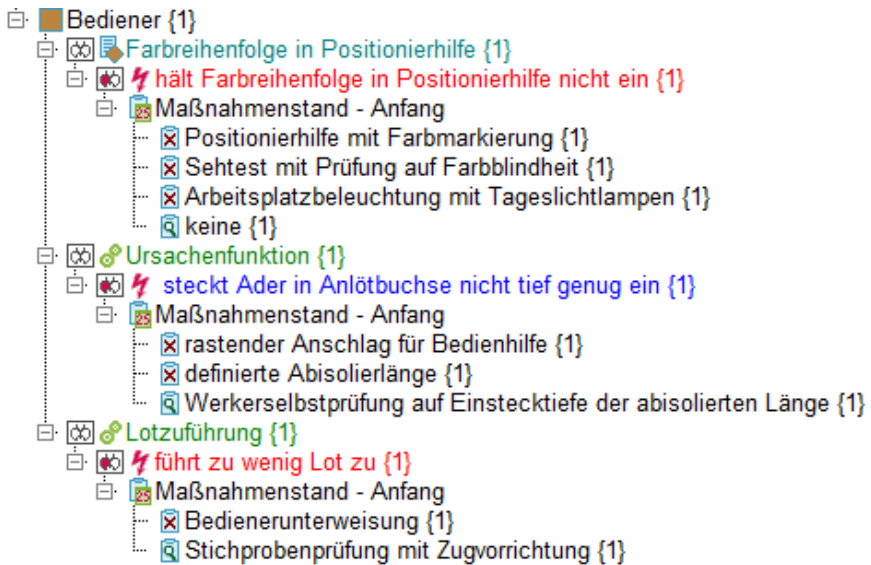 Bediener {1}
Farbreihenfolge in Positionierhilfe {1}
hält Farbreihenfolge in Positionierhilfe nicht ein {1}
25 Maßnahmenstand - Anfang
Positionierhilfe mit Farbmarkierung {1}
Sehtest mit Prüfung auf Farbblindheit {1}
Arbeitsplatzbeleuchtung mit Tageslichtlampen {1}
keine {1}
Ursachenfunktion {1}
steckt Ader in Anlötbuchse nicht tief genug ein {1}
25 Maßnahmenstand - Anfang
rastender Anschlag für Bedienhilfe {1}
definierte Abisolierlänge {1}
Werkerselbstprüfung auf Einstecktiefe der abisolierten Länge {1}
Lotzuführung {1}
führt zu wenig Lot zu {1}
25 Maßnahmenstand - Anfang
Bedienerunterweisung {1}
Stichprobenprüfung mit Zugvorrichtung {1}